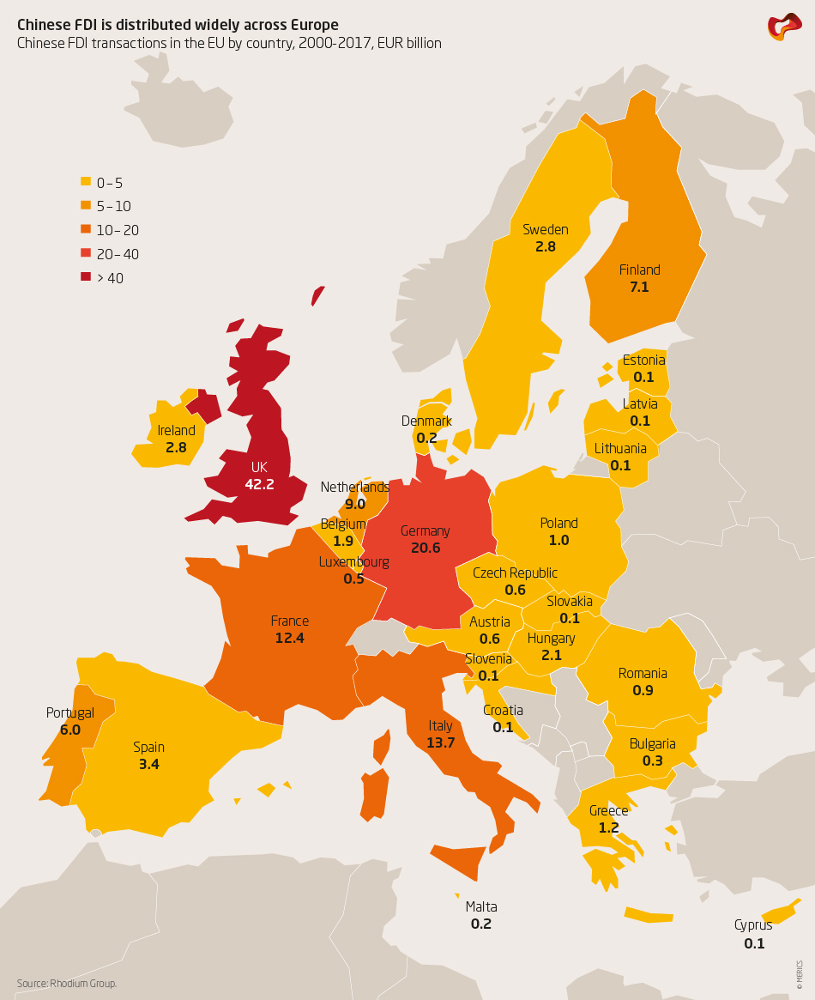 Chinese FDI is distributed widely across Europe
Chinese FDI transactions in the EU by country, 2000-2017, EUR billion
0–5
5–10
10–20
20–40
> 40
Sweden
2.8
Finland
7.1
Estonia
0.1
Latvia
0.1
Lithuania
0.1
Denmark
0.2
Ireland
2.8
UK
42.2
Netherlands
9.0
Belgium
1.9
Luxembourg
0.5
Germany
20.6
Poland
1.0
Czech Republic
0.6
Slovakia
0.1
Austria
0.6
Hungary
2.1
Slovenia
0.1
France
12.4
Romania
0.9
Croatia
0.1
Italy
13.7
Portugal
6.0
Spain
3.4
Bulgaria
0.3
Greece
1.2
Malta
0.2
Cyprus
0.1
Source: Rhodium Group.
© MERICS